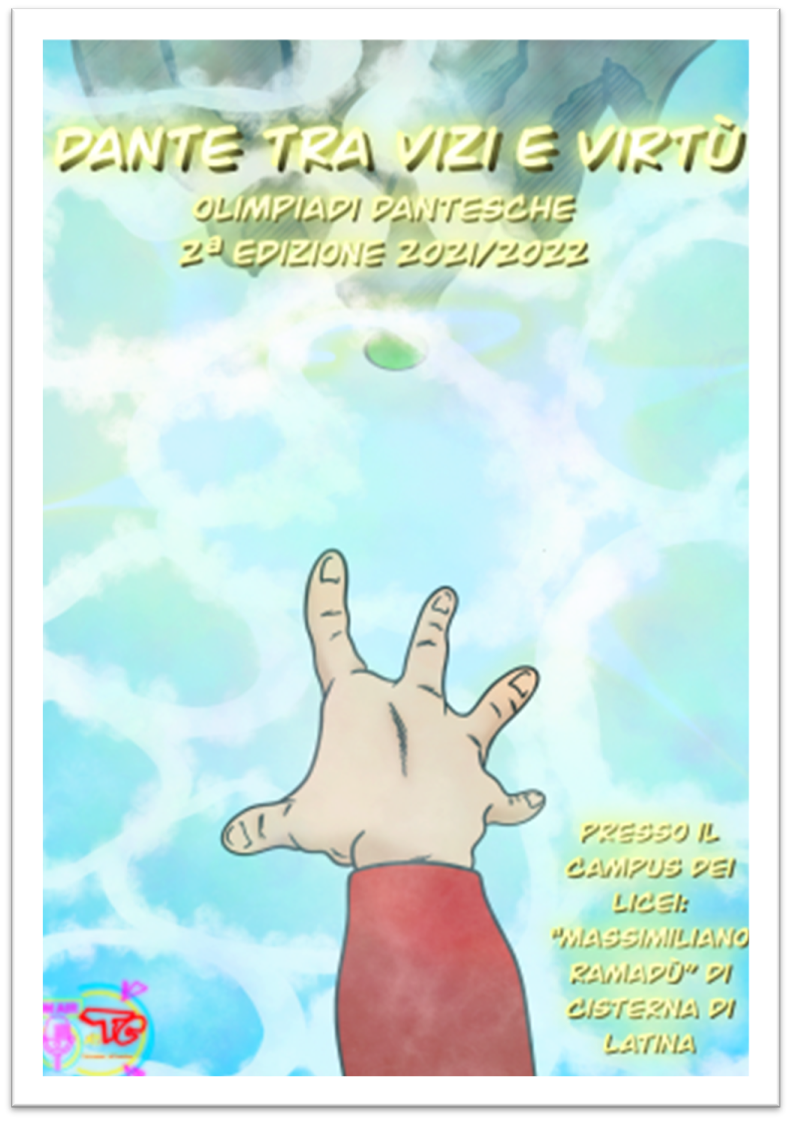 DANTE TRA VIZI E VIRTÙ
OLIMPIADI DANTESCHE
2ª EDIZIONE 2021/2022
PRESSO IL
CAMPUS DEI
LICEI:
"MASSIMILIANO
RAMADÙ" DI
CISTERNA DI
LATINA